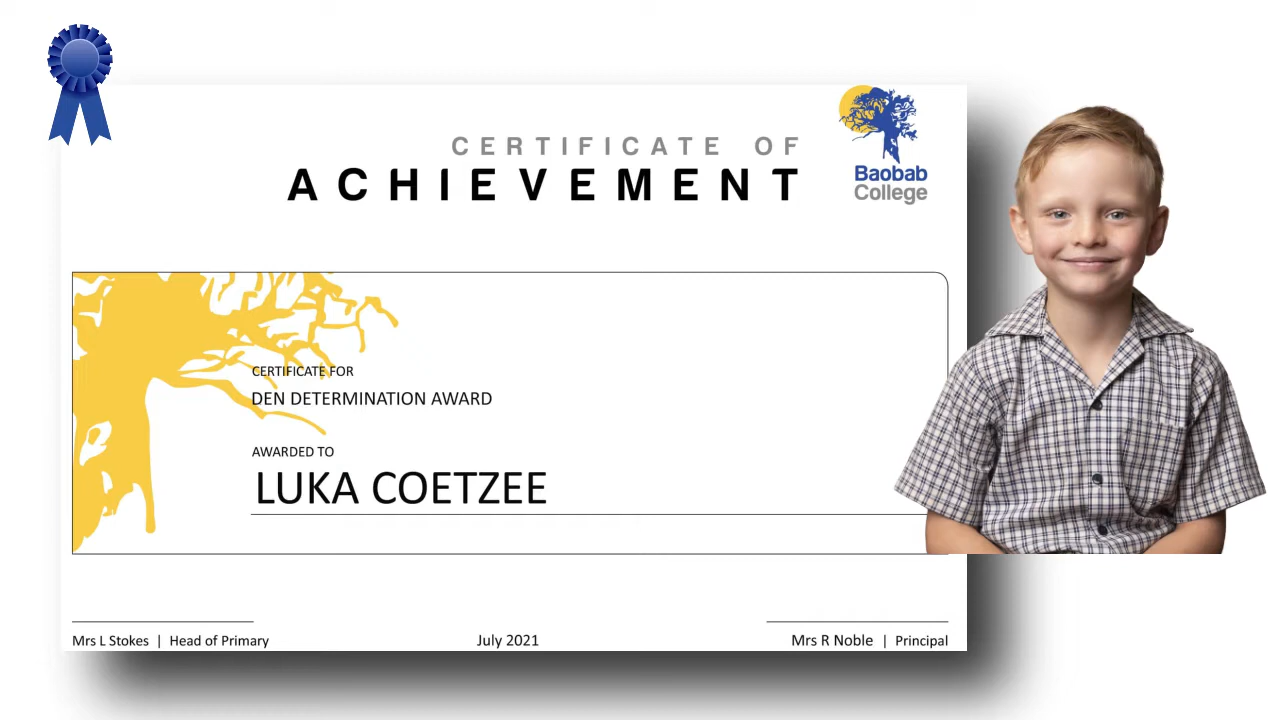 CERTIFICATE OF
ACHIEVEMENT
Baobab
College
CERTIFICATE FOR
DEN DETERMINATION AWARD
AWARDED TO
LUKA COETZEE
Mrs L Stokes | Head of Primary
July 2021
Mrs R Noble | Principal